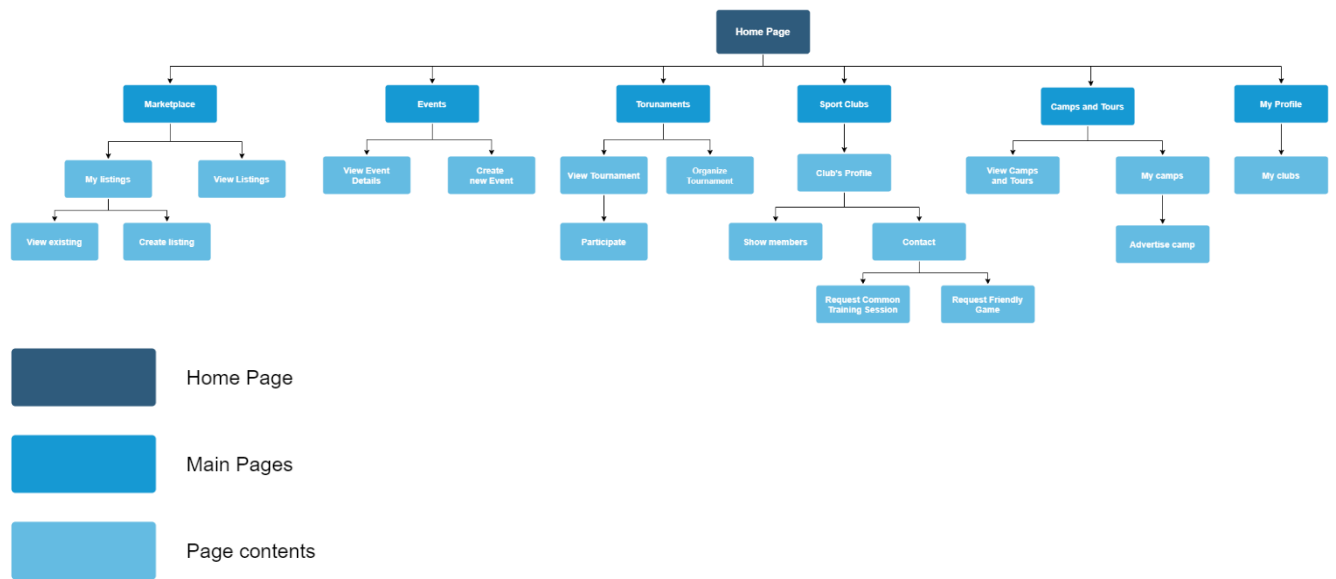 Home Page
Marketplace
Events
Torunaments
Sport Clubs
Camps and Tours
My Profile
My listings
View Listings
View Event
Details
Create
new Event
View Tournament
Organize
Tournament
Club's Profile
View Camps
and Tours
My camps
My clubs
View existing
Create listing
Participate
Show members
Contact
Advertise camp
Request Common
Training Session
Request Friendly
Game
Home Page
Main Pages
Page contents